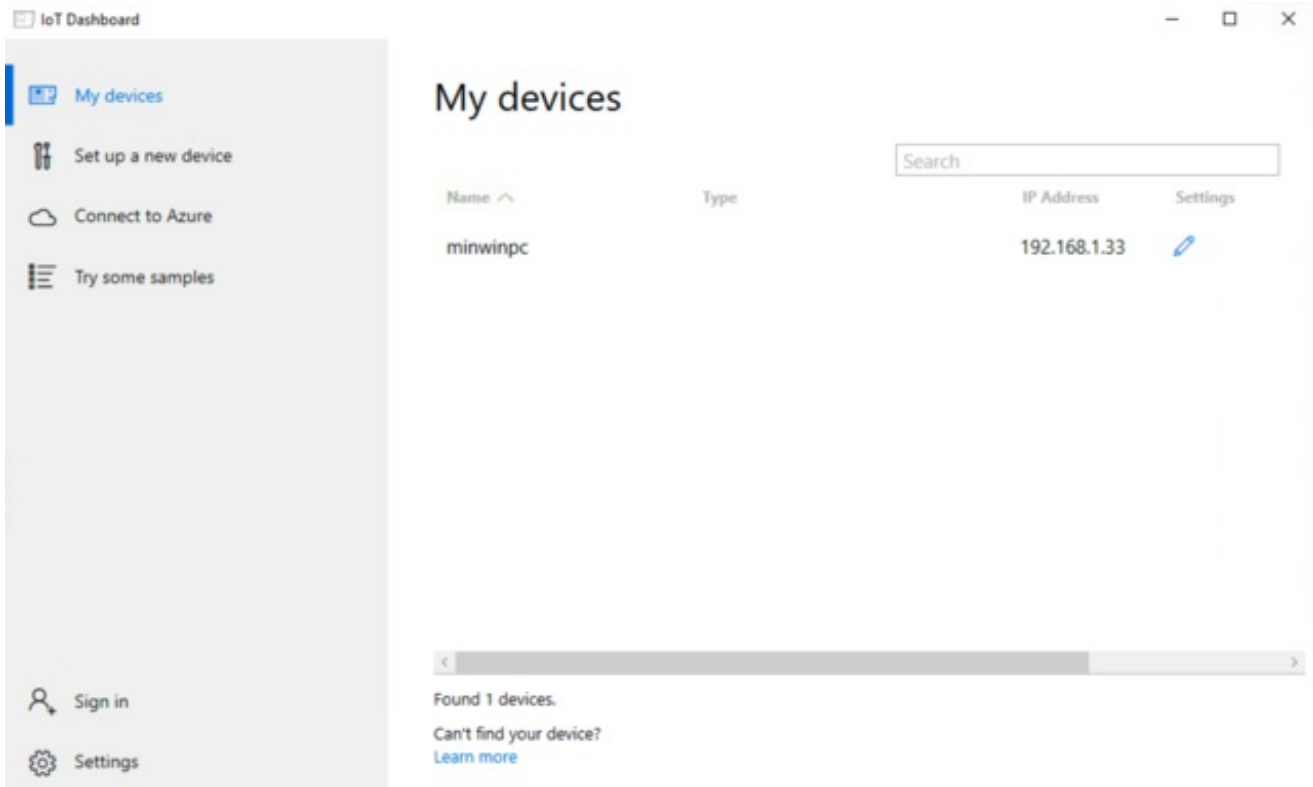 IoT Dashboard
My devices
Set up a new device
Connect to Azure
Try some samples
Sign in
Settings
My devices
Search
Name Type IP Address Settings
minwinpc 192.168.1.33
Found 1 devices.
Can't find your device?
Learn more